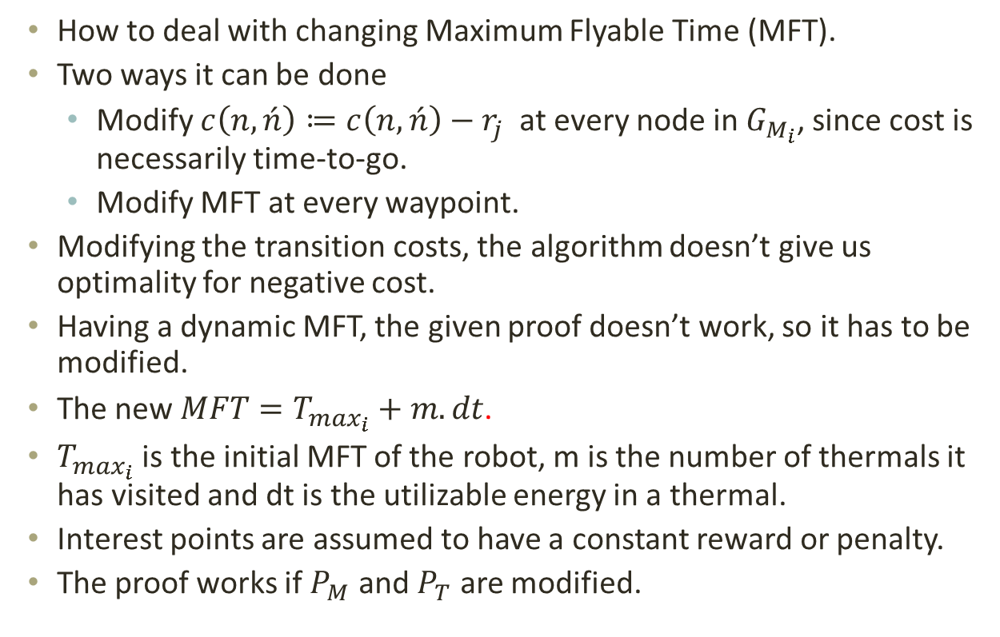 • How to deal with changing Maximum Flyable Time (MFT).
• Two ways it can be done
• Modify c(n, ń) := c(n, ń) − r_j at every node in G_{M_i}, since cost is
necessarily time-to-go.
• Modify MFT at every waypoint.
• Modifying the transition costs, the algorithm doesn’t give us
optimality for negative cost.
• Having a dynamic MFT, the given proof doesn’t work, so it has to be
modified.
• The new MFT = T_{max_i} + m. dt.
• T_{max_i} is the initial MFT of the robot, m is the number of thermals it
has visited and dt is the utilizable energy in a thermal.
• Interest points are assumed to have a constant reward or penalty.
• The proof works if P_M and P_T are modified.